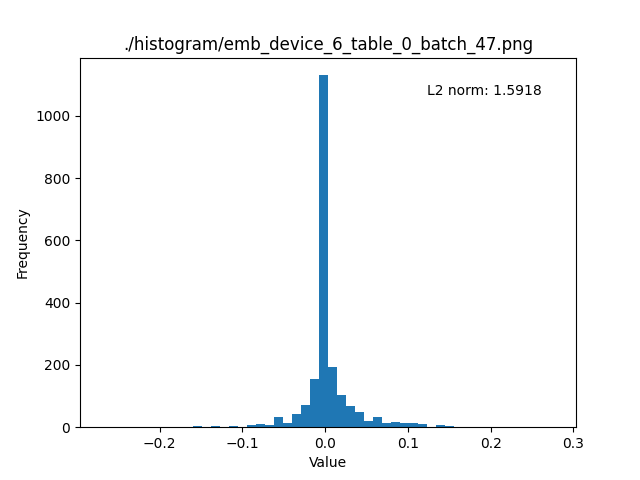 ./histogram/emb_device_6_table_0_batch_47.png
L2 norm: 1.5918
1000
800
600
400
200
0
Frequency
−0.2 −0.1 0.0 0.1 0.2 0.3
Value